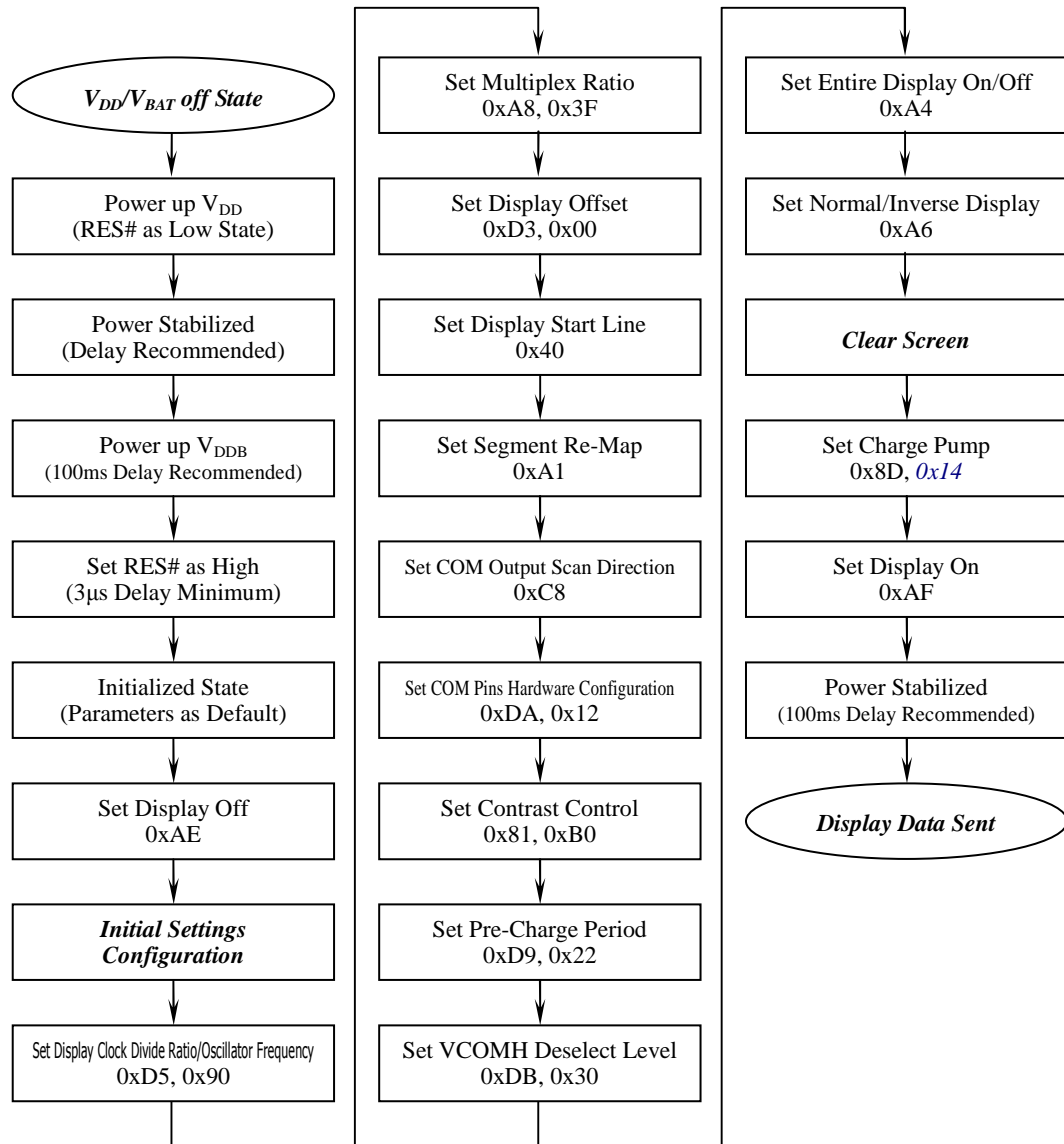 V_DD/V_BAT off State
Power up V_DD
(RES# as Low State)
Power Stabilized
(Delay Recommended)
Power up V_DDB
(100ms Delay Recommended)
Set RES# as High
(3μs Delay Minimum)
Initialized State
(Parameters as Default)
Set Display Off
0xAE
Initial Settings
Configuration
Set Display Clock Divide Ratio/Oscillator Frequency
0xD5, 0x90
Set Multiplex Ratio
0xA8, 0x3F
Set Display Offset
0xD3, 0x00
Set Display Start Line
0x40
Set Segment Re-Map
0xA1
Set COM Output Scan Direction
0xC8
Set COM Pins Hardware Configuration
0xDA, 0x12
Set Contrast Control
0x81, 0xB0
Set Pre-Charge Period
0xD9, 0x22
Set VCOMH Deselect Level
0xDB, 0x30
Set Entire Display On/Off
0xA4
Set Normal/Inverse Display
0xA6
Clear Screen
Set Charge Pump
0x8D, 0x14
Set Display On
0xAF
Power Stabilized
(100ms Delay Recommended)
Display Data Sent